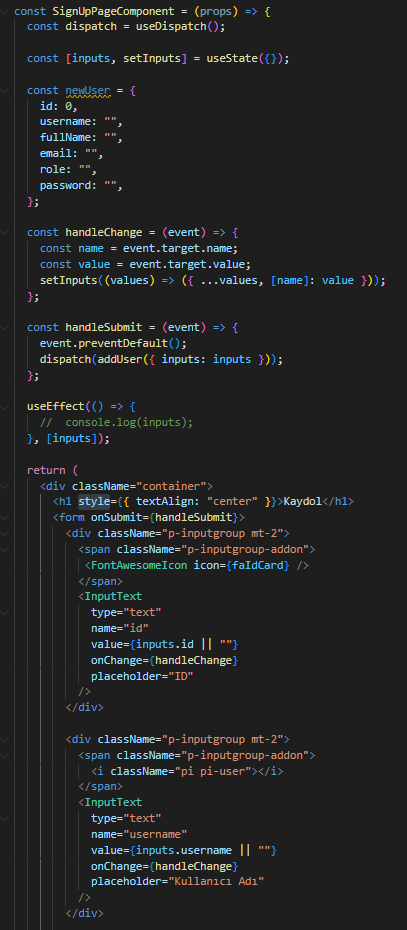 const SignUpPageComponent = (props) => {
  const dispatch = useDispatch();

  const [inputs, setInputs] = useState({});

  const newUser = {
    id: 0,
    username: "",
    fullName: "",
    email: "",
    role: "",
    password: "",
  };

  const handleChange = (event) => {
    const name = event.target.name;
    const value = event.target.value;
    setInputs((values) => ({ ...values, [name]: value }));
  };

  const handleSubmit = (event) => {
    event.preventDefault();
    dispatch(addUser({ inputs: inputs }));
  };

  useEffect(() => {
    //  console.log(inputs);
  }, [inputs]);

  return (
    <div className="container">
      <h1 style={{ textAlign: "center" }}>Kaydol</h1>
      <form onSubmit={handleSubmit}>
        <div className="p-inputgroup mt-2">
          <span className="p-inputgroup-addon">
            <FontAwesomeIcon icon={faIdCard} />
          </span>
          <InputText
            type="text"
            name="id"
            value={inputs.id || ""}
            onChange={handleChange}
            placeholder="ID"
          />
        </div>

        <div className="p-inputgroup mt-2">
          <span className="p-inputgroup-addon">
            <i className="pi pi-user"></i>
          </span>
          <InputText
            type="text"
            name="username"
            value={inputs.username || ""}
            onChange={handleChange}
            placeholder="Kullanıcı Adı"
          />
        </div>